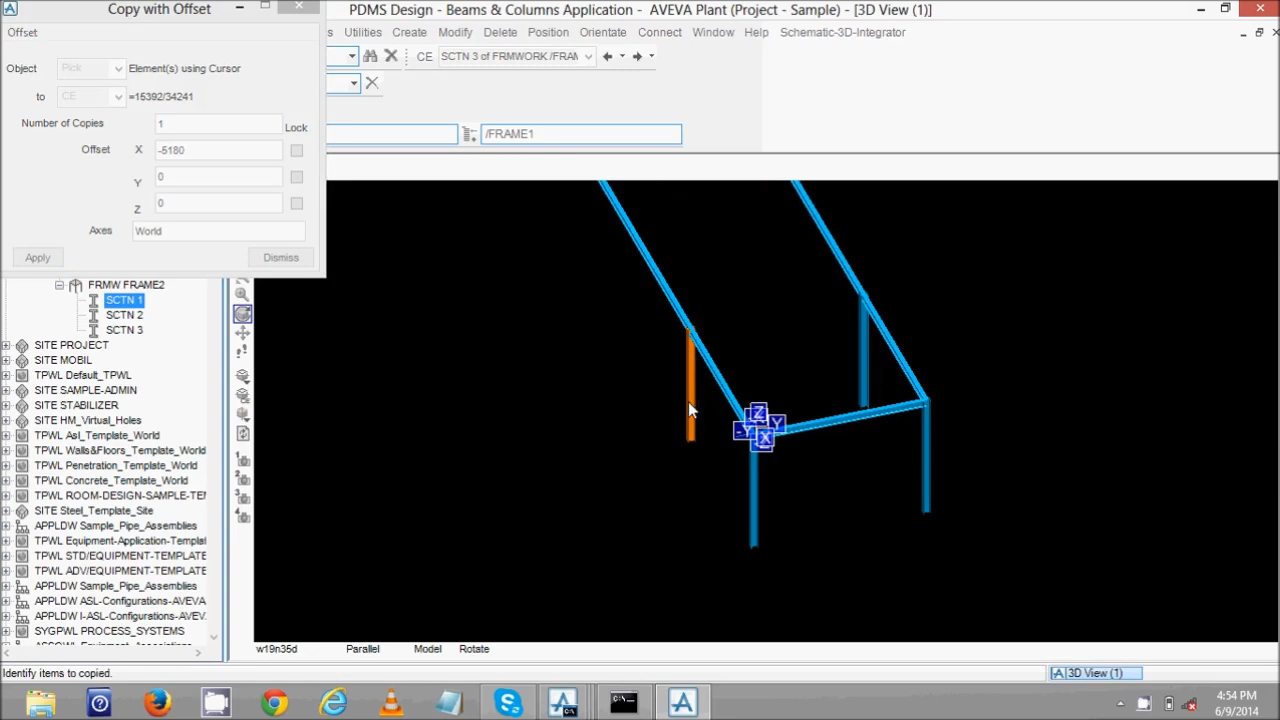 Copy with Offset
PDMS Design - Beams & Columns Application - AVEVA Plant (Project - Sample) - [3D View (1)]
Offset
Utilities Create Modify Delete Position Orientate Connect Window Help Schematic-3D-Integrator
CE SCTN 3 of FRMWORK /FRAM
Object Pick Element(s) using Cursor
to CE =15392/34241
Number of Copies 1
Lock
/FRAME1
Offset X -5180
Y 0
Z 0
Axes World
Apply Dismiss
FRMW FRAME2
SCTN 1
SCTN 2
SCTN 3
SITE PROJECT
SITE MOBIL
TPWL Default_TPWL
SITE SAMPLE-ADMIN
SITE STABILIZER
SITE HM_Virtual_Holes
TPWL Asl_Template_World
TPWL Walls&Floors_Template_World
TPWL Penetration_Template_World
TPWL Concrete_Template_World
TPWL ROOM-DESIGN-SAMPLE-TEM
SITE Steel_Template_Site
APPLDW Sample_Pipe_Assemblies
TPWL Equipment-Application-Templat
TPWL STD/EQUIPMENT-TEMPLATE
TPWL ADV/EQUIPMENT-TEMPLATE
APPLDW Sample_Pipe_Assemblies
APPLDW ASL-Configurations-AVEVA
APPLDW I-ASL-Configurations-AVEV
SYGPWL PROCESS_SYSTEMS
Z
-Y Y
X
w19n35d Parallel Model Rotate
Identify items to copied.
3D View (1)
4:54 PM
6/9/2014